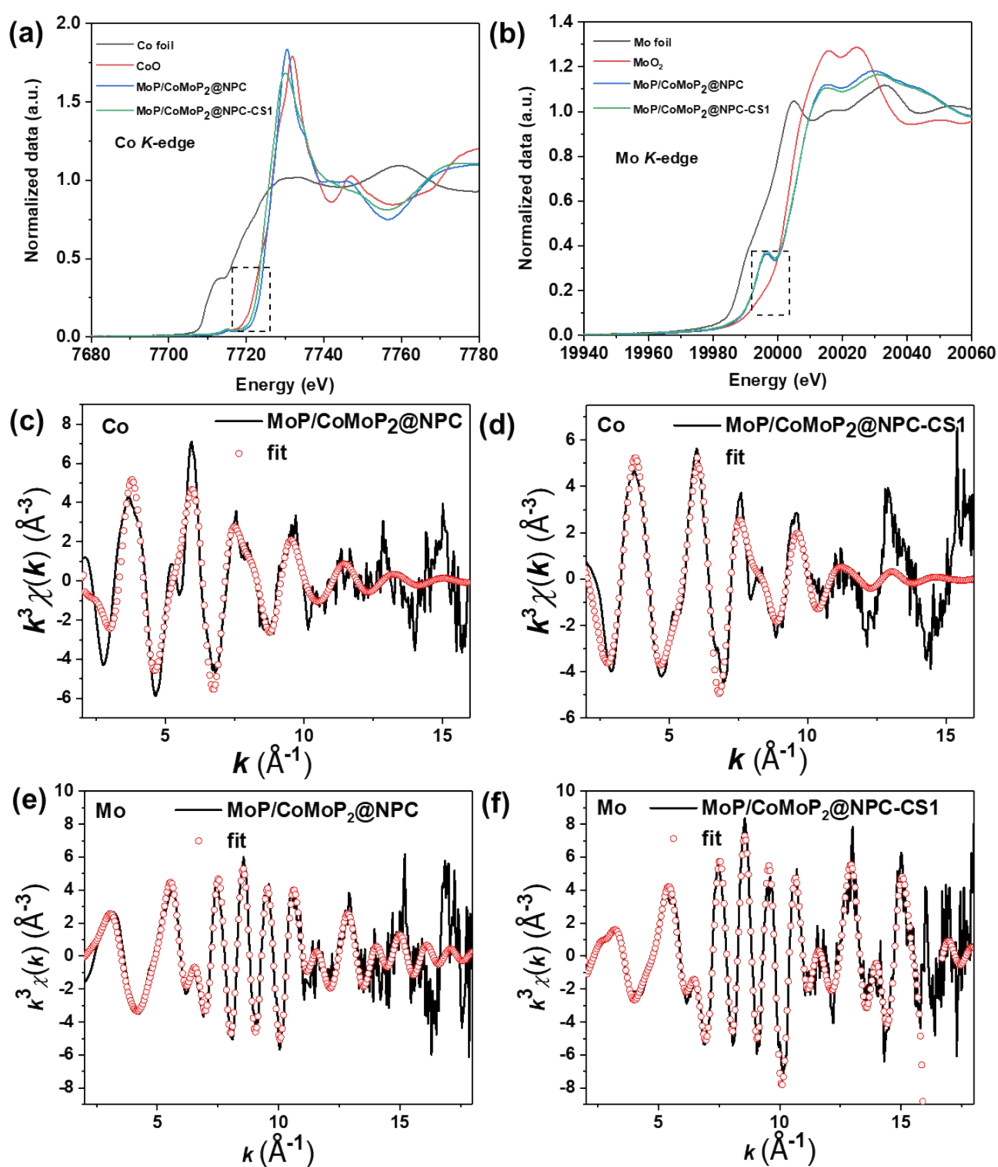 (a)
Co foil
CoO
MoP/CoMoP₂@NPC
MoP/CoMoP₂@NPC-CS1
Co K-edge
Normalized data (a.u.)
2.0
1.5
1.0
0.5
0.0
7680 7700 7720 7740 7760 7780
Energy (eV)
(b)
Mo foil
MoO₂
MoP/CoMoP₂@NPC
MoP/CoMoP₂@NPC-CS1
Mo K-edge
Normalized data (a.u.)
1.4
1.2
1.0
0.8
0.6
0.4
0.2
0.0
19940 19960 19980 20000 20020 20040 20060
Energy (eV)
(c)
Co
MoP/CoMoP₂@NPC
fit
k³ χ(k) (Å⁻³)
8
6
4
2
0
-2
-4
-6
5 10 15
k (Å⁻¹)
(d)
Co
MoP/CoMoP₂@NPC-CS1
fit
k³ χ(k) (Å⁻³)
6
4
2
0
-2
-4
-6
5 10 15
k (Å⁻¹)
(e)
Mo
MoP/CoMoP₂@NPC
fit
k³ χ(k) (Å⁻³)
10
8
6
4
2
0
-2
-4
-6
-8
5 10 15
k (Å⁻¹)
(f)
Mo
MoP/CoMoP₂@NPC-CS1
fit
k³ χ(k) (Å⁻³)
10
8
6
4
2
0
-2
-4
-6
-8
5 10 15
k (Å⁻¹)